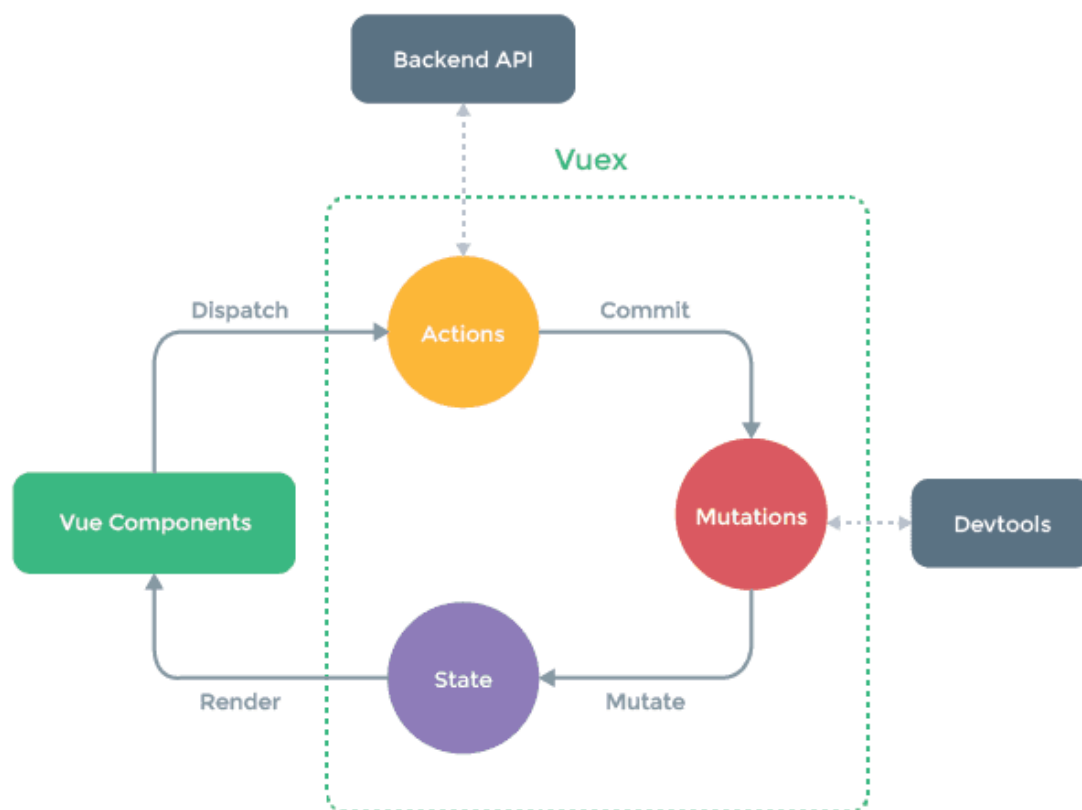 Backend API
Vuex
Dispatch
Commit
Actions
Vue Components
Mutations
Devtools
State
Render
Mutate